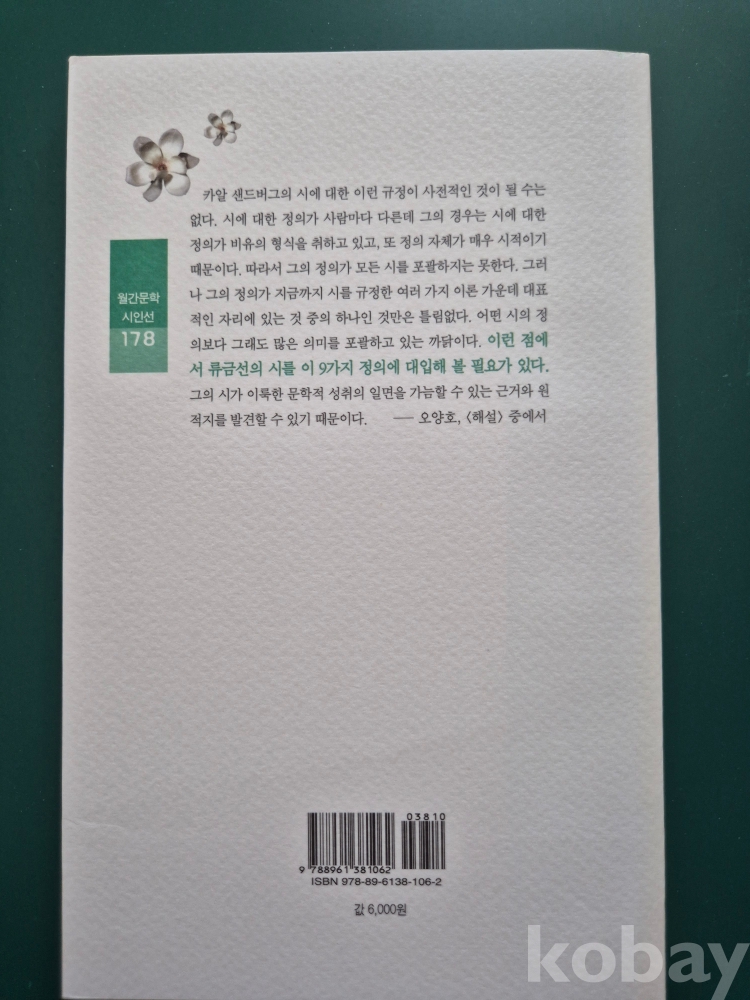 카알 샌드버그의 시에 대한 이런 규정이 사전적인 것이 될 수는
없다. 시에 대한 정의가 사람마다 다른데 그의 경우는 시에 대한
정의가 비유의 형식을 취하고 있고, 또 정의 자체가 매우 시적이기
때문이다. 따라서 그의 정의가 모든 시를 포괄하지는 못한다. 그러
나 그의 정의가 지금까지 시를 규정한 여러 가지 이론 가운데 대표
적인 자리에 있는 것 중의 하나인 것만은 틀림없다. 어떤 시의 정
의보다 그래도 많은 의미를 포괄하고 있는 까닭이다. 이런 점에
서 류금선의 시를 이 9가지 정의에 대입해 볼 필요가 있다.
그의 시가 이룩한 문학적 성취의 일면을 가늠할 수 있는 근거와 원
적지를 발견할 수 있기 때문이다. ── 오양호, 〈해설〉 중에서
월간문학
시인선
178
03810
9 788961 381062
ISBN 978-89-6138-106-2
값 6,000원
kobay